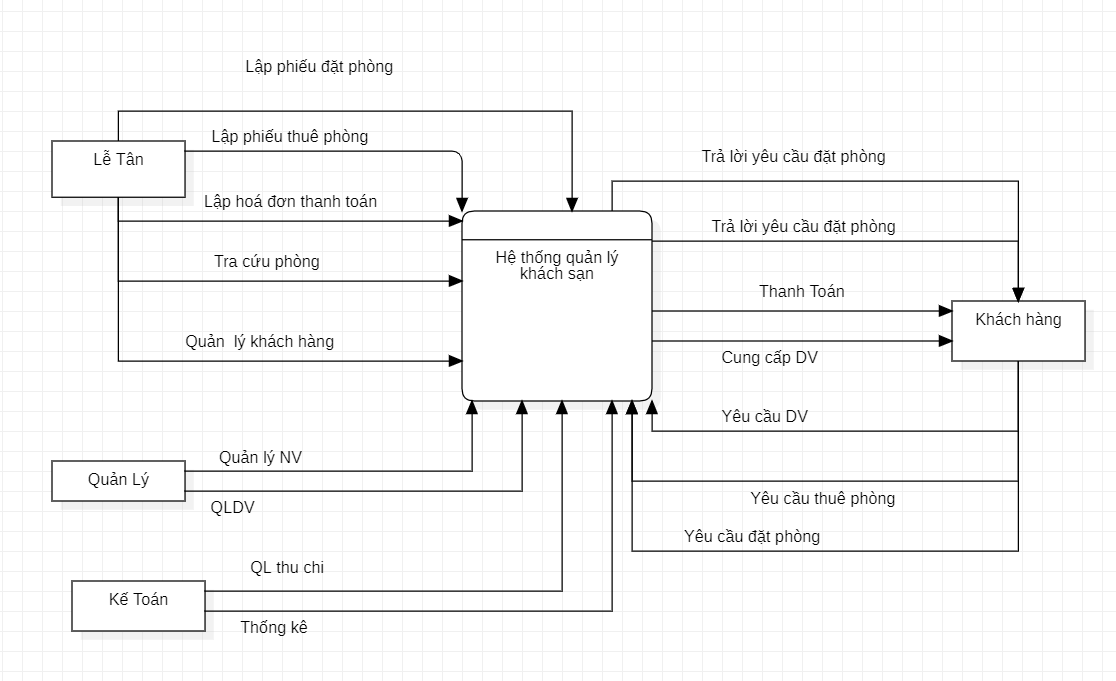 Lập phiếu đặt phòng
Lập phiếu thuê phòng
Lễ Tân
Trả lời yêu cầu đặt phòng
Lập hoá đơn thanh toán
Trả lời yêu cầu đặt phòng
Tra cứu phòng
Hệ thống quản lý
khách sạn
Thanh Toán
Khách hàng
Quản lý khách hàng
Cung cấp DV
Yêu cầu DV
Quản lý NV
Quản Lý
Yêu cầu thuê phòng
QLDV
Yêu cầu đặt phòng
QL thu chi
Kế Toán
Thống kê